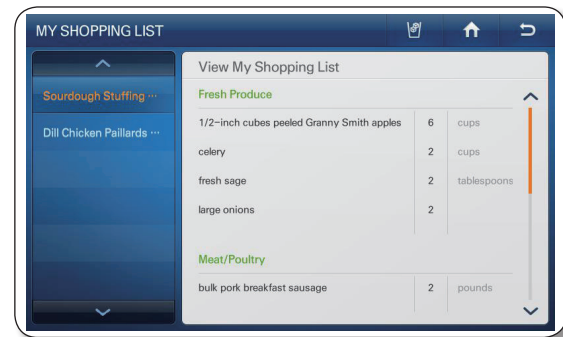 MY SHOPPING LIST
Sourdough Stuffing ···
Dill Chicken Paillards ···
View My Shopping List
Fresh Produce
1/2-inch cubes peeled Granny Smith apples 6 cups
celery 2 cups
fresh sage 2 tablespoons
large onions 2
Meat/Poultry
bulk pork breakfast sausage 2 pounds